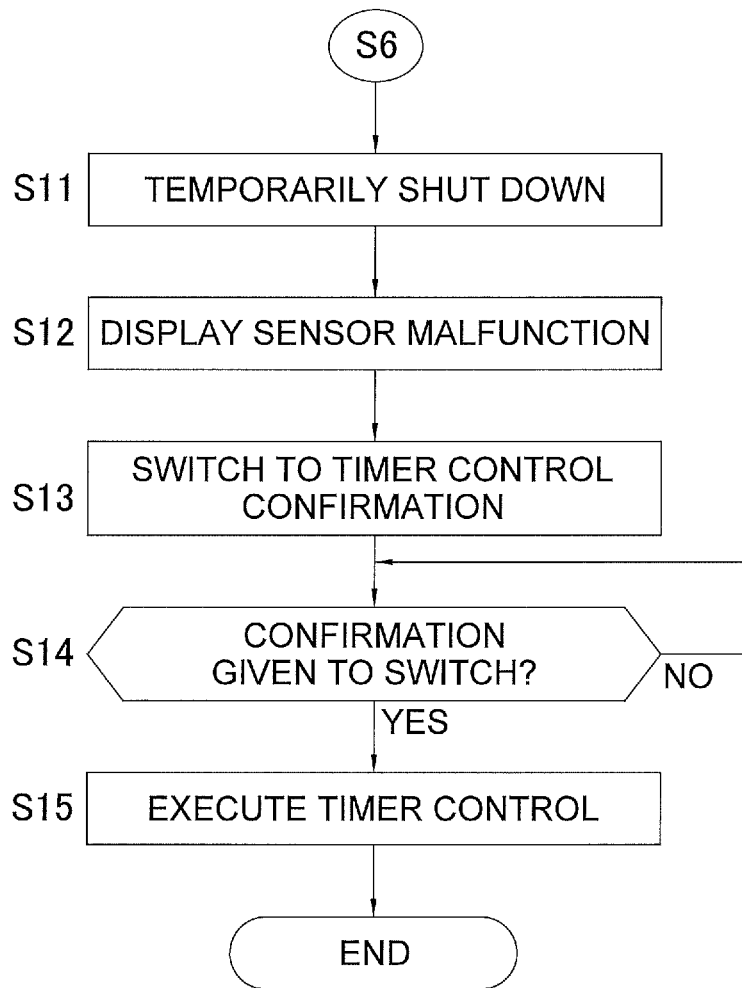 S6
S11 TEMPORARILY SHUT DOWN
S12 DISPLAY SENSOR MALFUNCTION
S13 SWITCH TO TIMER CONTROL
CONFIRMATION
S14 CONFIRMATION
GIVEN TO SWITCH?
NO
YES
S15 EXECUTE TIMER CONTROL
END